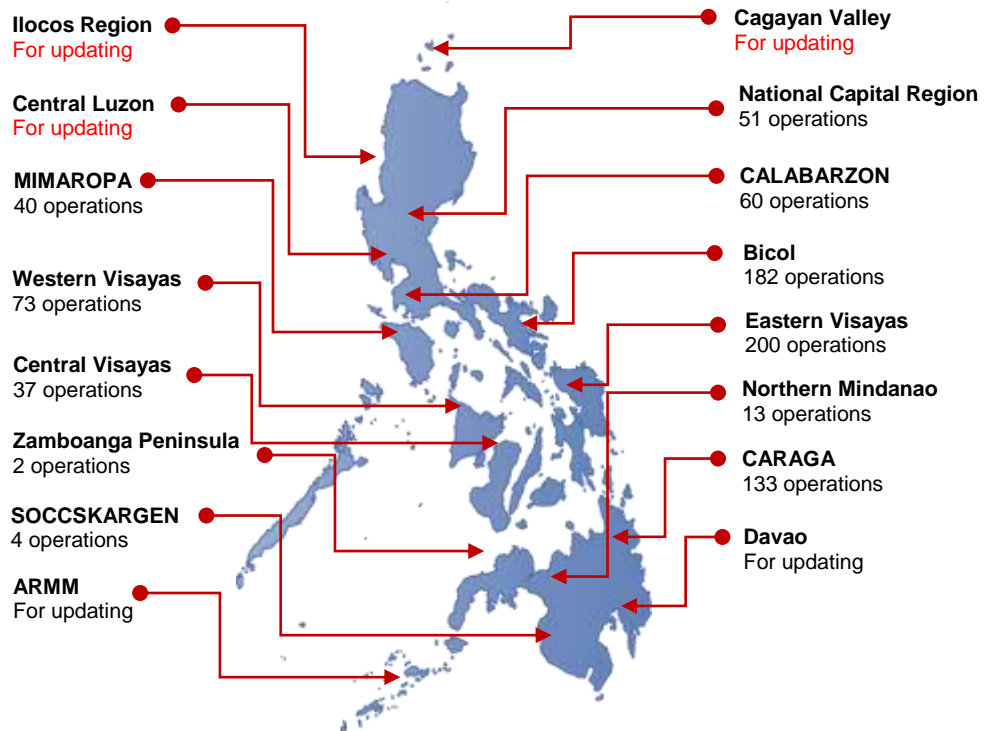 Ilocos Region
For updating
Central Luzon
For updating
MIMAROPA
40 operations
Western Visayas
73 operations
Central Visayas
37 operations
Zamboanga Peninsula
2 operations
SOCCSKARGEN
4 operations
ARMM
For updating
Cagayan Valley
For updating
National Capital Region
51 operations
CALABARZON
60 operations
Bicol
182 operations
Eastern Visayas
200 operations
Northern Mindanao
13 operations
CARAGA
133 operations
Davao
For updating